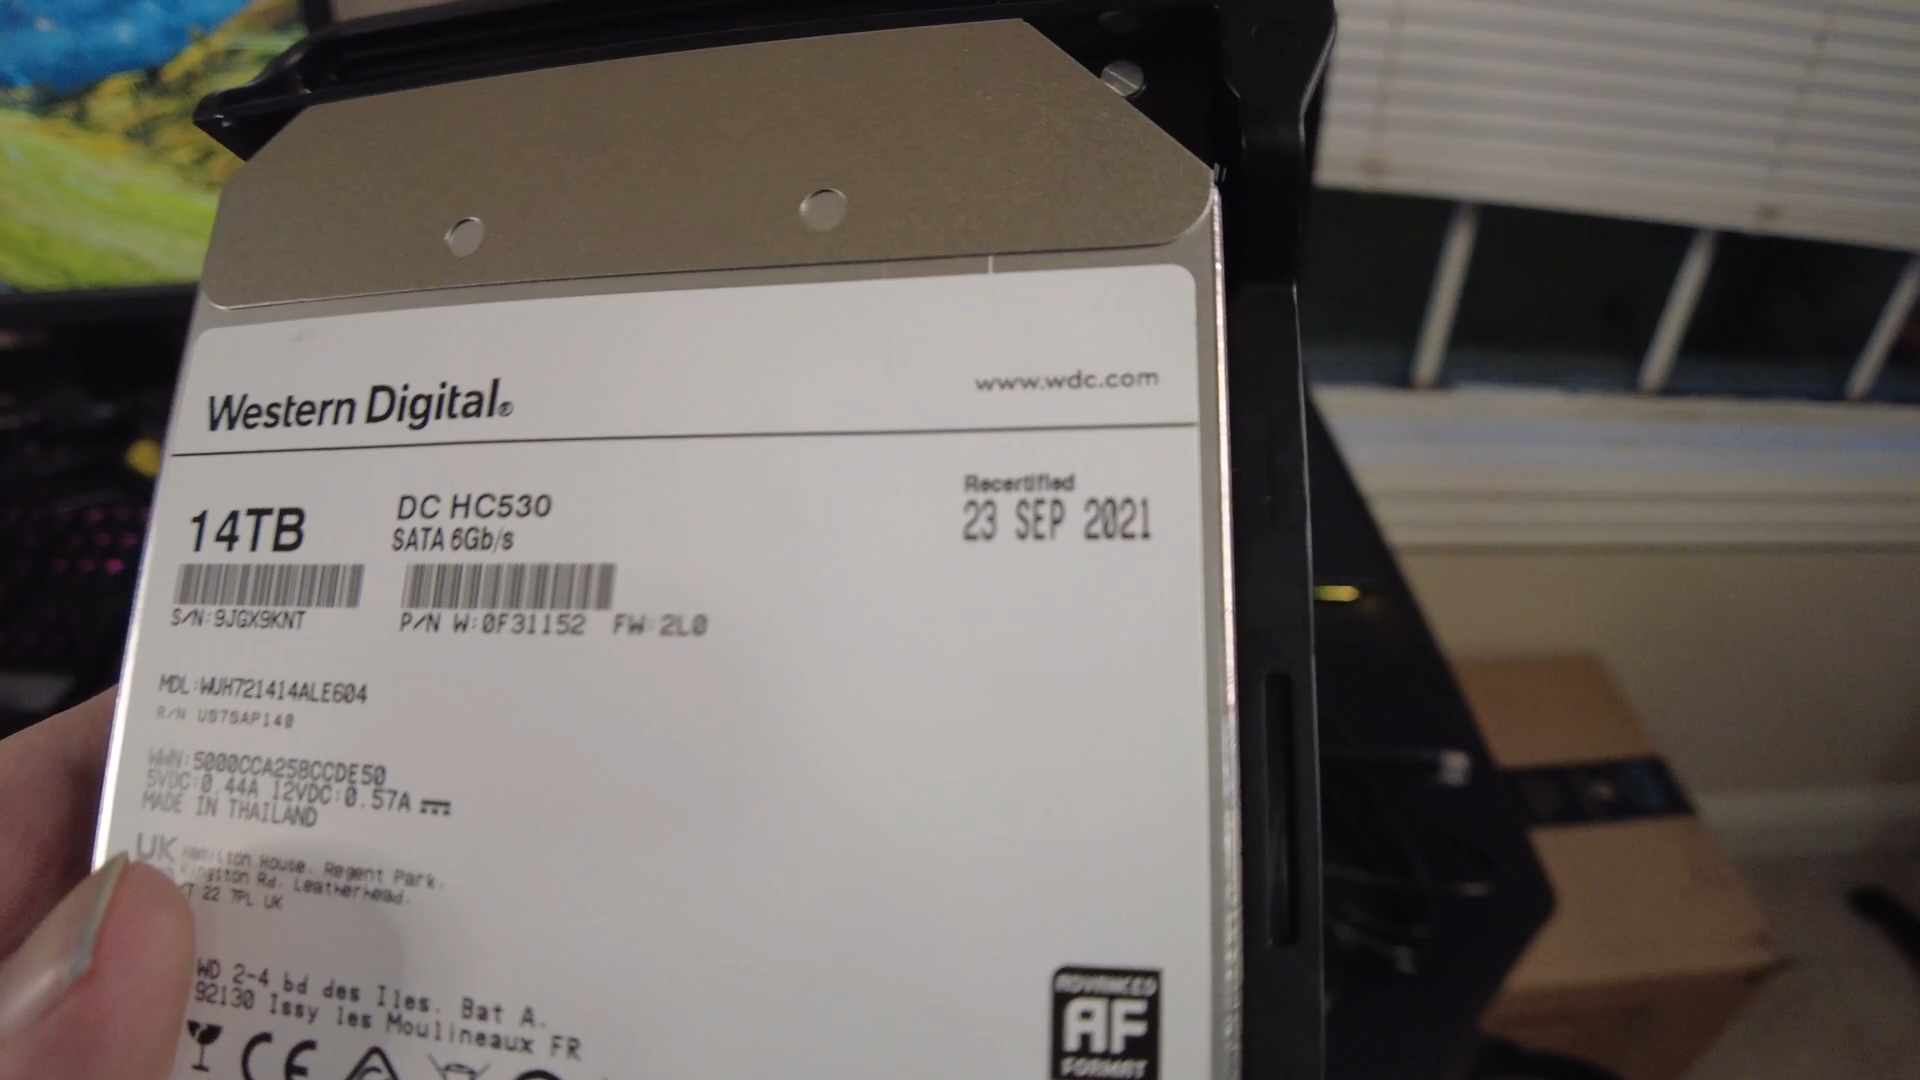 Western Digital®
www.wdc.com
14TB
DC HC530
SATA 6Gb/s
Recertified
23 SEP 2021
S/N:9JGX9KNT
P/N W:0F31152 FW:2L0
MDL:WUH721414ALE604
R/N US7SAP140
WWN:5000CCA258CCDE50
5VDC:0.44A 12VDC:0.57A
MADE IN THAILAND
UK Hamilton House, Regent Park,
Kingston Rd, Leatherhead,
22 7PL UK
WD 2-4 bd des Iles. Bat A.
92130 Issy les Moulineaux FR
CE
ADVANCED
AF
FORMAT